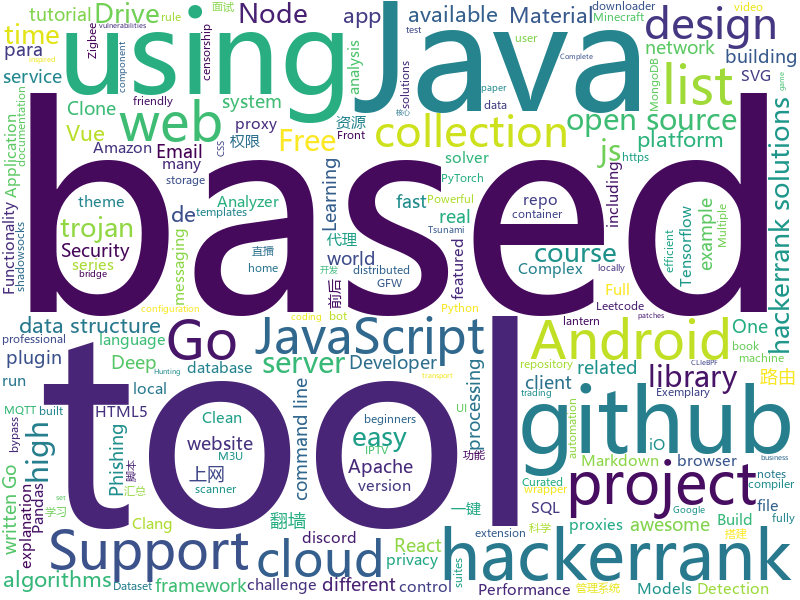 downloader
Minecraft
video
tutorial
Drive
Node
面试
rule
app
available
Material
design
Zigbee
vulnerabilities
component
time
para
inspired
service
friendly
documentation
Application
Clone
Vue
Amazon
using
Java
list
network
building
SVG
game
test
user
solutions
Complete
paper
data
核心
analysis
censorship
MongoDB
system
proxy
资源
Front
web
Free
collection
open source
platform
Email
many
权限
CSS
storage
theme
templates
Learning
js
https
PyTorch
Powerful
Tsunami
solver
including
hackerrank solutions
Functionality
shadowsocks
de
Analyzer
fast
repo
container
real
trojan
Security
series
bridge
messaging
直播
home
开发
代理
world
前后
distributed
GFW
featured
course
Complex
example
Multiple
Tensorflow
efficient
locally
based
configuration
professional
data structure
language
Go
JavaScript
coding
bot
Python
Android
Full
Leetcode
One
book
machine
lantern
patches
plugin
Deep
server
Developer
database
related
library
repository
CLIeBPF
trading
Exemplary
路由
run
local
Hunting
client
MQTT
built
HTML5
Clean
website
上网
M3U
IPTV
scanner
command line
easy
Apache
version
processing
beginners
UI
transport
github
project
iO
automation
Markdown
browser
notes
compiler
bypass
high
explanation
Pandas
Phishing
脚本
汇总
功能
wrapper
Curated
SQL
file
business
fully
written Go
tool
Clang
翻墙
一键
extension
Google
科学
搭建
Build
proxies
awesome
Support
cloud
discord
React
privacy
hackerrank
suites
algorithms
set
学习
framework
challenge
different
control
Performance
管理系统
Dataset
Models
Detection